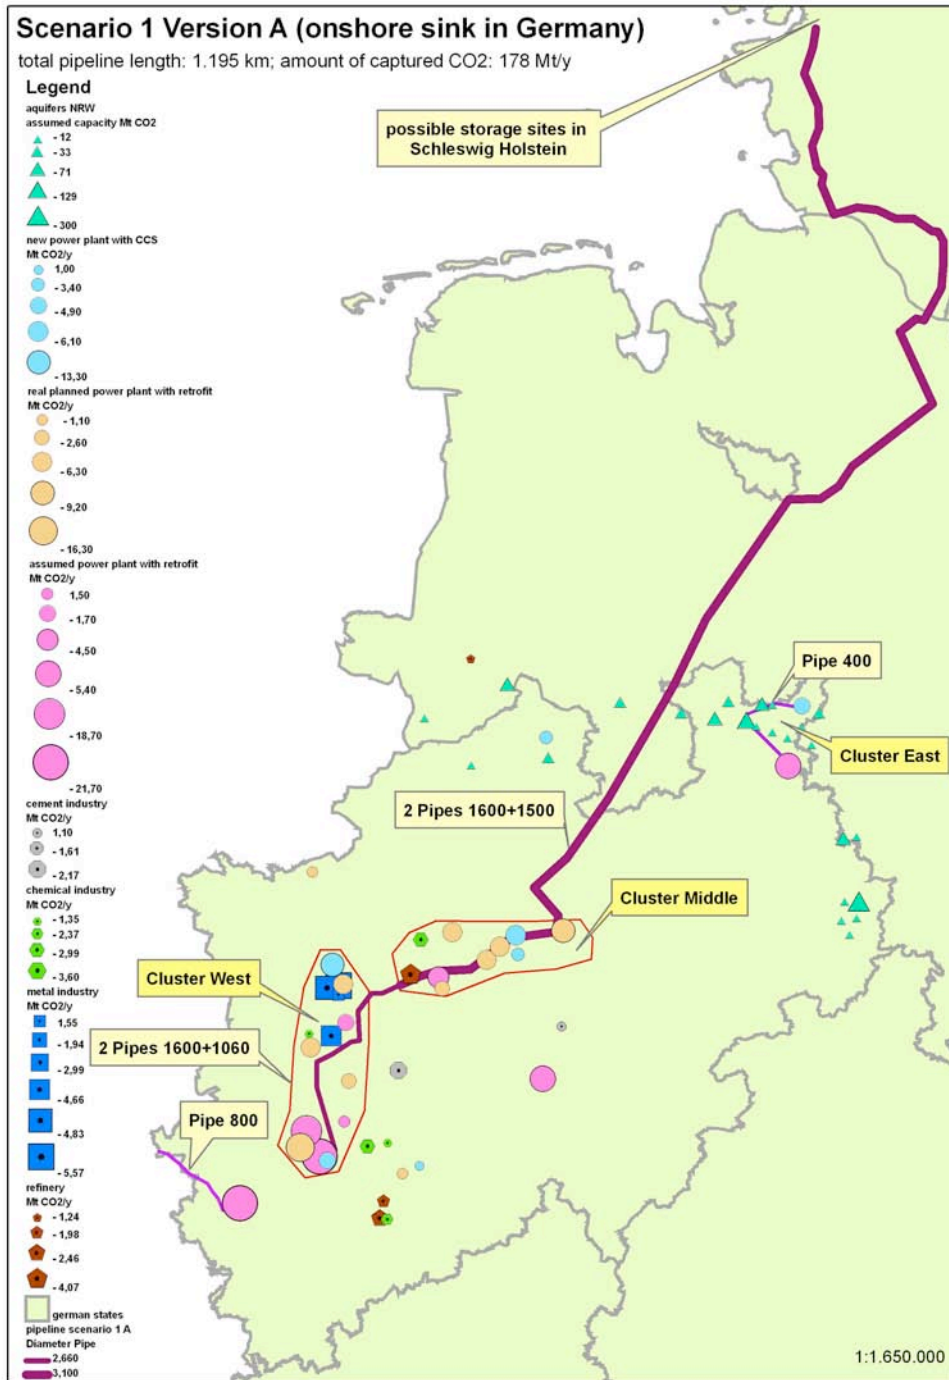 Scenario 1 Version A (onshore sink in Germany)
total pipeline length: 1.195 km; amount of captured CO2: 178 Mt/y
Legend
aquifers NRW
assumed capacity Mt CO2
- 12
- 33
- 71
- 129
- 300
new power plant with CCS
Mt CO2/y
1,00
- 3,40
- 4,90
- 6,10
- 13,30
real planned power plant with retrofit
Mt CO2/y
- 1,10
- 2,60
- 6,30
- 9,20
- 16,30
assumed power plant with retrofit
Mt CO2/y
1,50
- 1,70
- 4,50
- 5,40
- 18,70
- 21,70
cement industry
Mt CO2/y
1,10
- 1,61
- 2,17
chemical industry
Mt CO2/y
- 1,35
- 2,37
- 2,99
- 3,60
metal industry
Mt CO2/y
1,55
- 1,94
- 2,99
- 4,66
- 4,83
- 5,57
refinery
Mt CO2/y
- 1,24
- 1,98
- 2,46
- 4,07
german states
pipeline scenario 1 A
Diameter Pipe
2,660
3,100
possible storage sites in
Schleswig Holstein
Pipe 400
Cluster East
2 Pipes 1600+1500
Cluster Middle
Cluster West
2 Pipes 1600+1060
Pipe 800
1:1.650.000